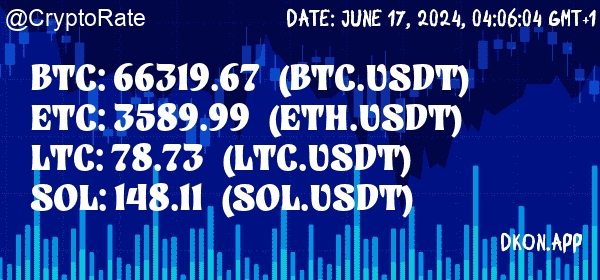 @CryptoRate
DATE: JUNE 17, 2024, 04:06:04 GMT+1
BTC: 66319.67 (BTC.USDT)
ETC: 3589.99 (ETH.USDT)
LTC: 78.73 (LTC.USDT)
SOL: 148.11 (SOL.USDT)
DKON.APP